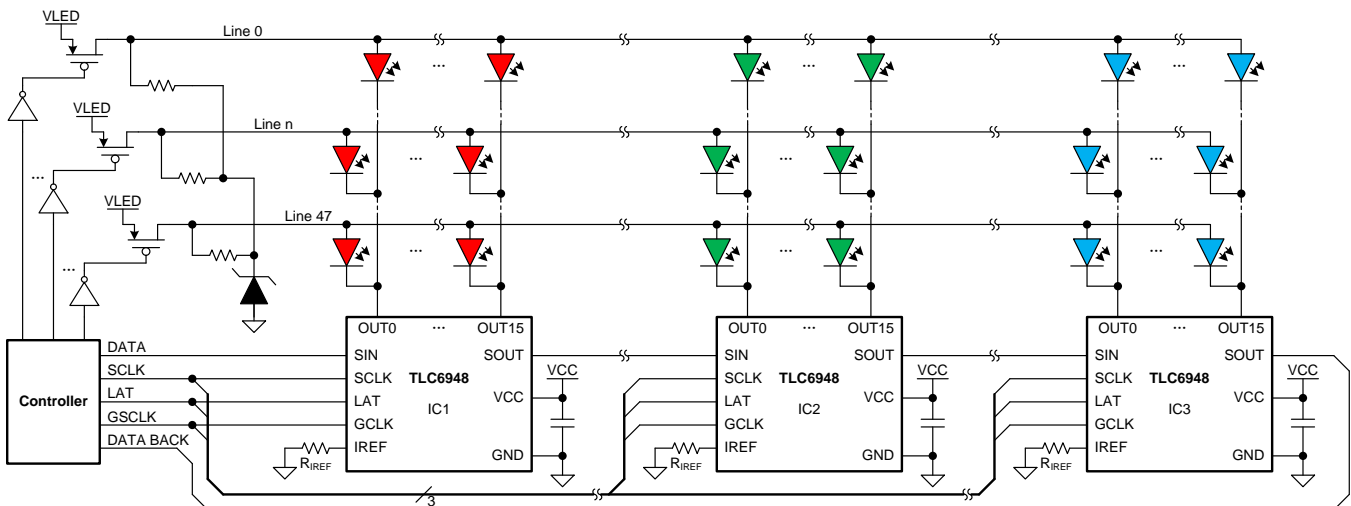 VLED
Line 0
...
...
...
VLED
Line n
...
...
...
...
VLED
Line 47
...
...
...
...
OUT0 ... OUT15
OUT0 ... OUT15
OUT0 ... OUT15
Controller
DATA
SCLK
LAT
GSCLK
DATA BACK
SIN
SCLK
LAT
GCLK
IREF
TLC6948
IC1
SOUT
VCC
GND
VCC
RIREF
3
SIN
SCLK
LAT
GCLK
IREF
TLC6948
IC2
SOUT
VCC
GND
VCC
RIREF
SIN
SCLK
LAT
GCLK
IREF
TLC6948
IC3
SOUT
VCC
GND
VCC
RIREF